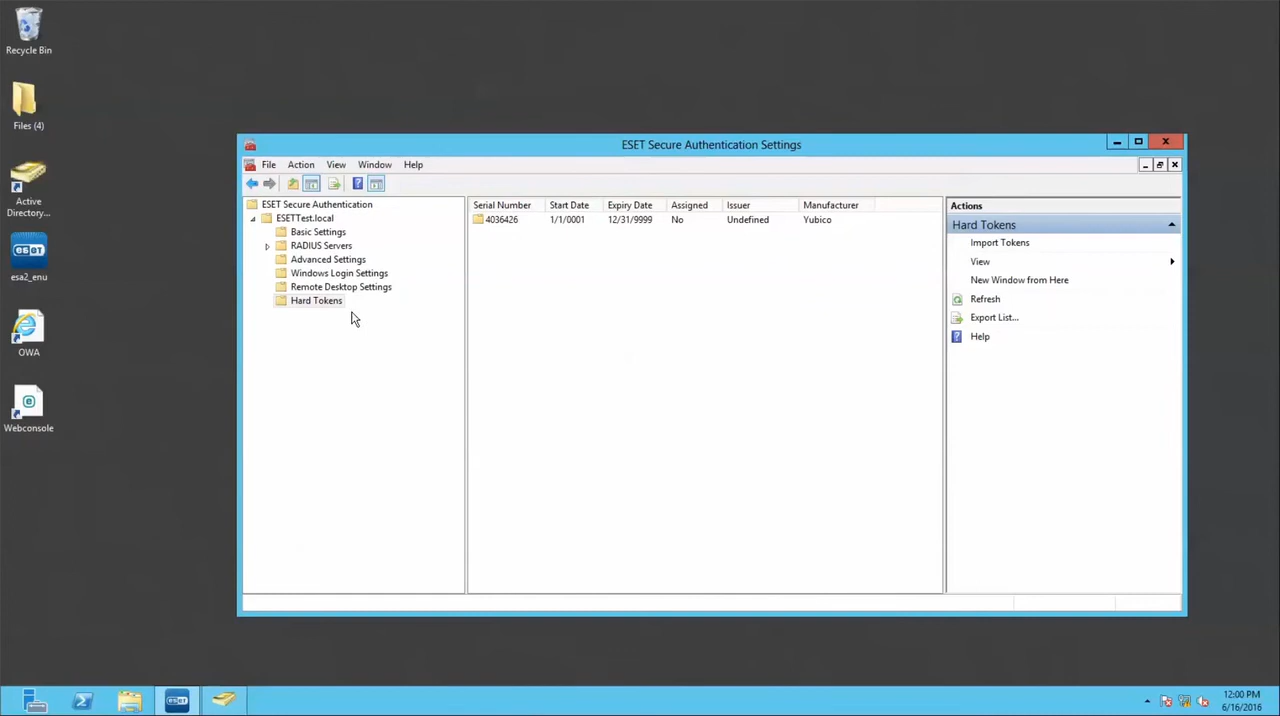 Recycle Bin
Files (4)
Active
Directory...
eseT
esa2_enu
OWA
e
Webconsole
ESET Secure Authentication Settings
File Action View Window Help
ESET Secure Authentication
ESETTest.local
Basic Settings
RADIUS Servers
Advanced Settings
Windows Login Settings
Remote Desktop Settings
Hard Tokens
Serial Number Start Date Expiry Date Assigned Issuer Manufacturer
4036426 1/1/0001 12/31/9999 No Undefined Yubico
Actions
Hard Tokens
Import Tokens
View
New Window from Here
Refresh
Export List...
Help
eseT
12:00 PM
6/16/2016